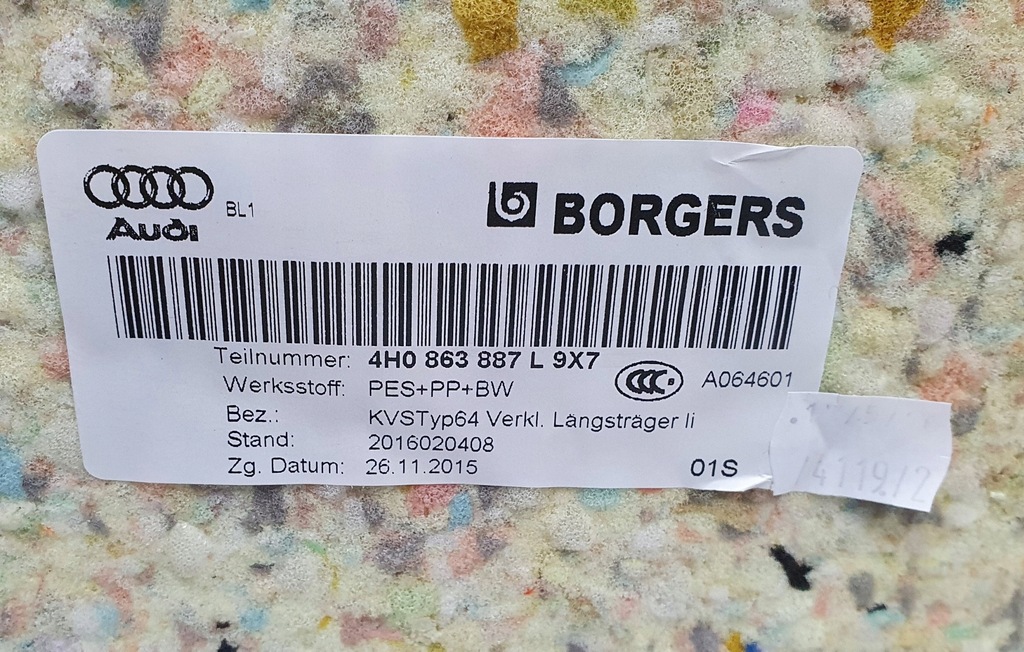 Audi BL1 BORGERS
Teilnummer: 4H0 863 887 L 9X7
Werksstoff: PES+PP+BW
CCC A064601
Bez.: KVSTyp64 Verkl. Längsträger li
Stand: 2016020408
Zg. Datum: 26.11.2015
01S
/4119/2